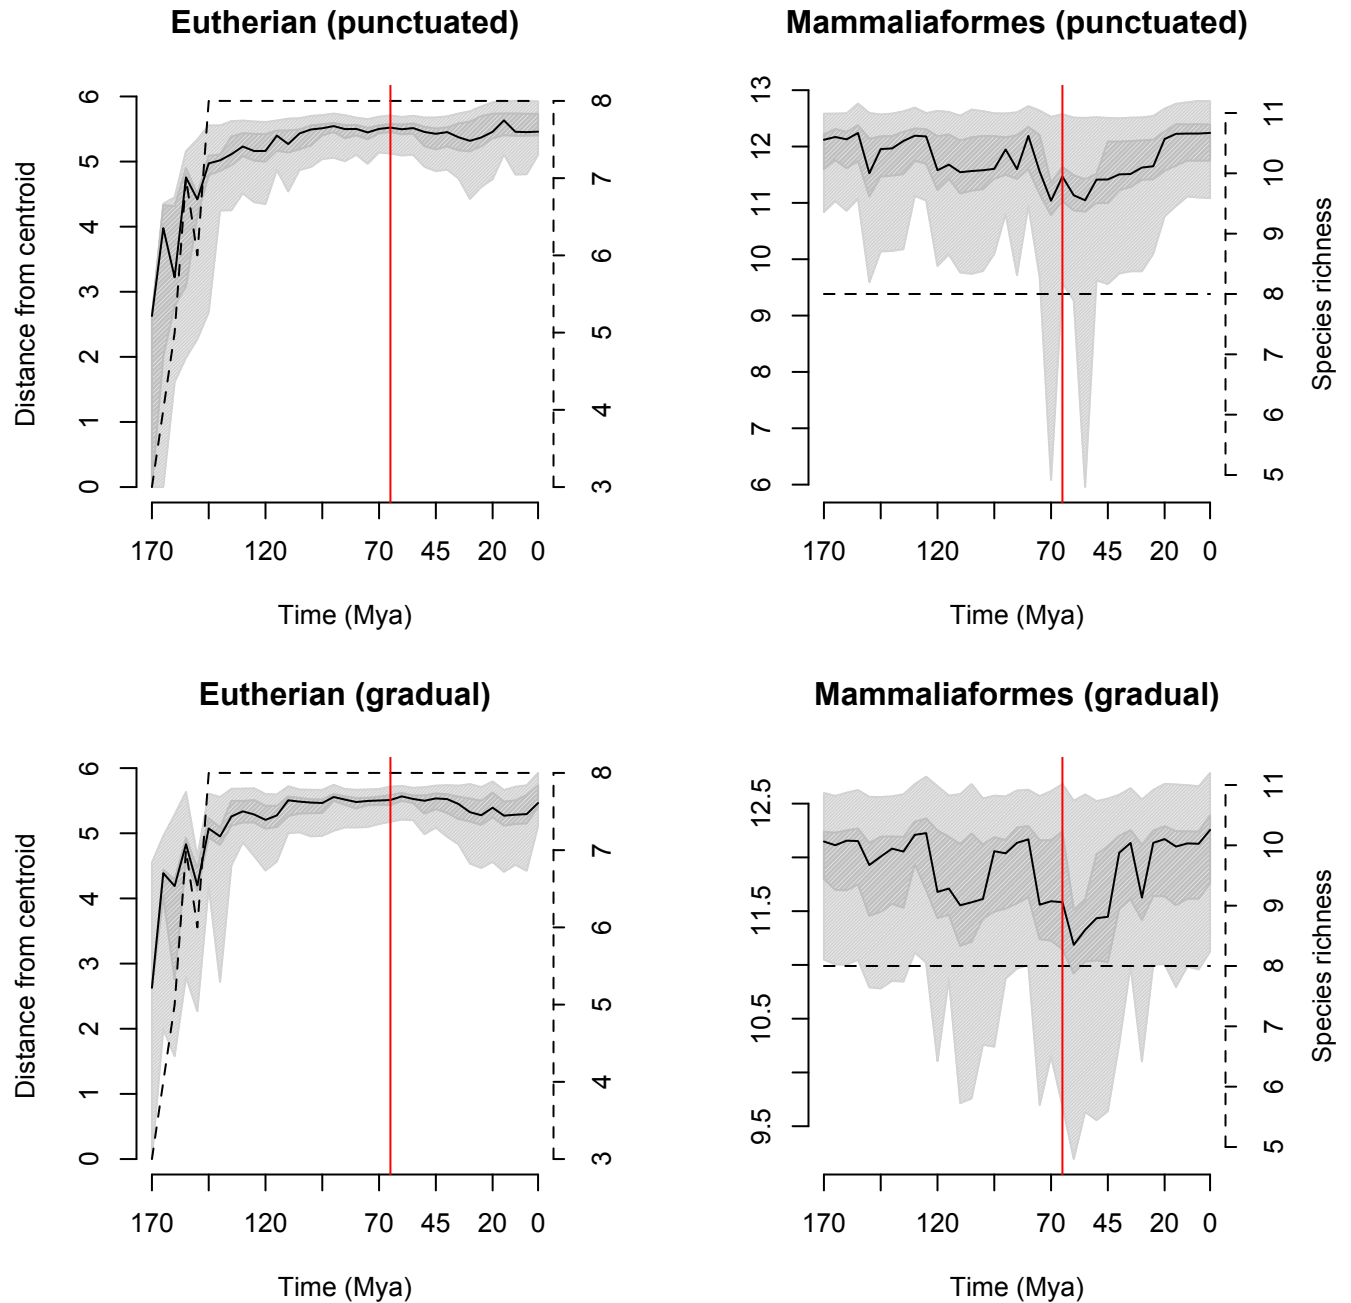 Eutherian (punctuated)
Distance from centroid
0 1 2 3 4 5 6
3 4 5 6 7 8
170 120 70 45 20 0
Time (Mya)
Mammaliaformes (punctuated)
6 7 8 9 10 11 12 13
5 6 7 8 9 10 11
Species richness
170 120 70 45 20 0
Time (Mya)
Eutherian (gradual)
Distance from centroid
0 1 2 3 4 5 6
3 4 5 6 7 8
170 120 70 45 20 0
Time (Mya)
Mammaliaformes (gradual)
9.5 10.5 11.5 12.5
5 6 7 8 9 10 11
Species richness
170 120 70 45 20 0
Time (Mya)